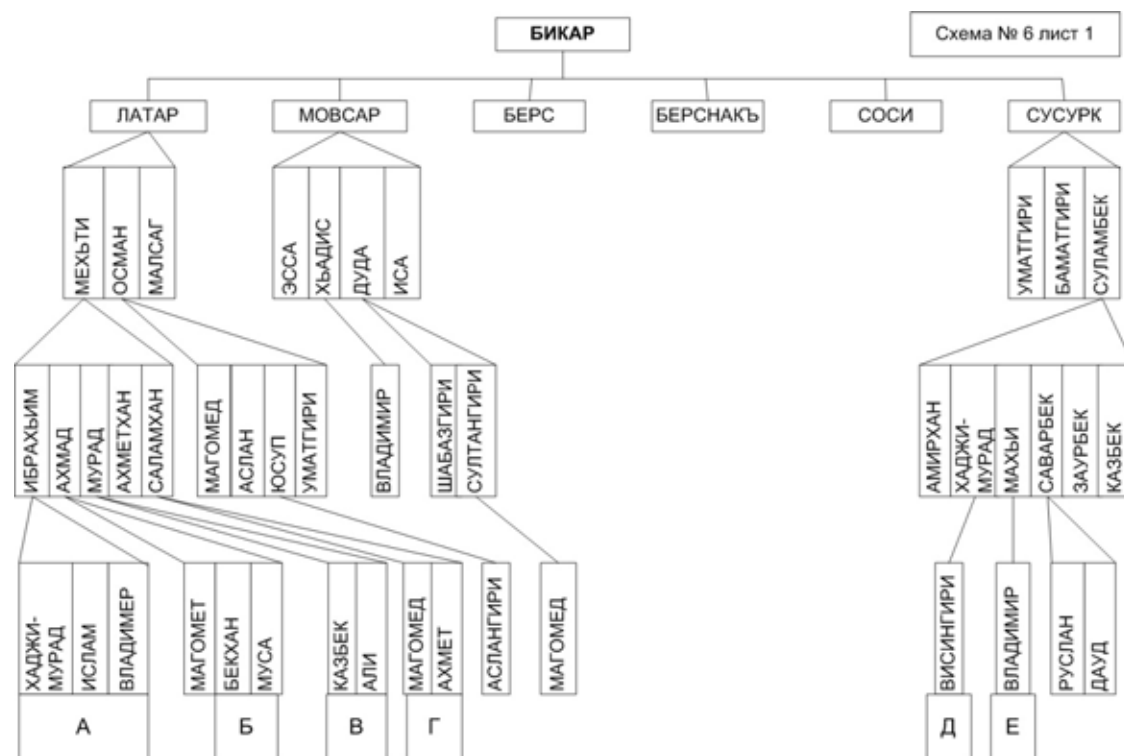 БИКАР
Схема № 6 лист 1
ЛАТАР
МОВСАР
БЕРС
БЕРСНАКЪ
СОСИ
СУСУРК
МЕХЬТИ
ОСМАН
МАЛСАГ
ЭССА
ХЬАДИС
ДУДА
ИСА
УМАТГИРИ
БАМАТГИРИ
СУЛАМБЕК
ИБРАХЬИМ
АХМАД
МУРАД
АХМЕТХАН
САЛАМХАН
МАГОМЕД
АСЛАН
ЮСУП
УМАТГИРИ
ВЛАДИМИР
ШАБАЗГИРИ
СУЛТАНГИРИ
АМИРХАН
ХАДЖИ-
МУРАД
МАХЬИ
САВАРБЕК
ЗАУРБЕК
КАЗБЕК
ХАДЖИ-
МУРАД
ИСЛАМ
ВЛАДИМЕР
МАГОМЕТ
БЕКХАН
МУСА
КАЗБЕК
АЛИ
МАГОМЕД
АХМЕТ
АСЛАНГИРИ
МАГОМЕД
ВИСИНГИРИ
ВЛАДИМИР
РУСЛАН
ДАУД
А
Б
В
Г
Д
Е